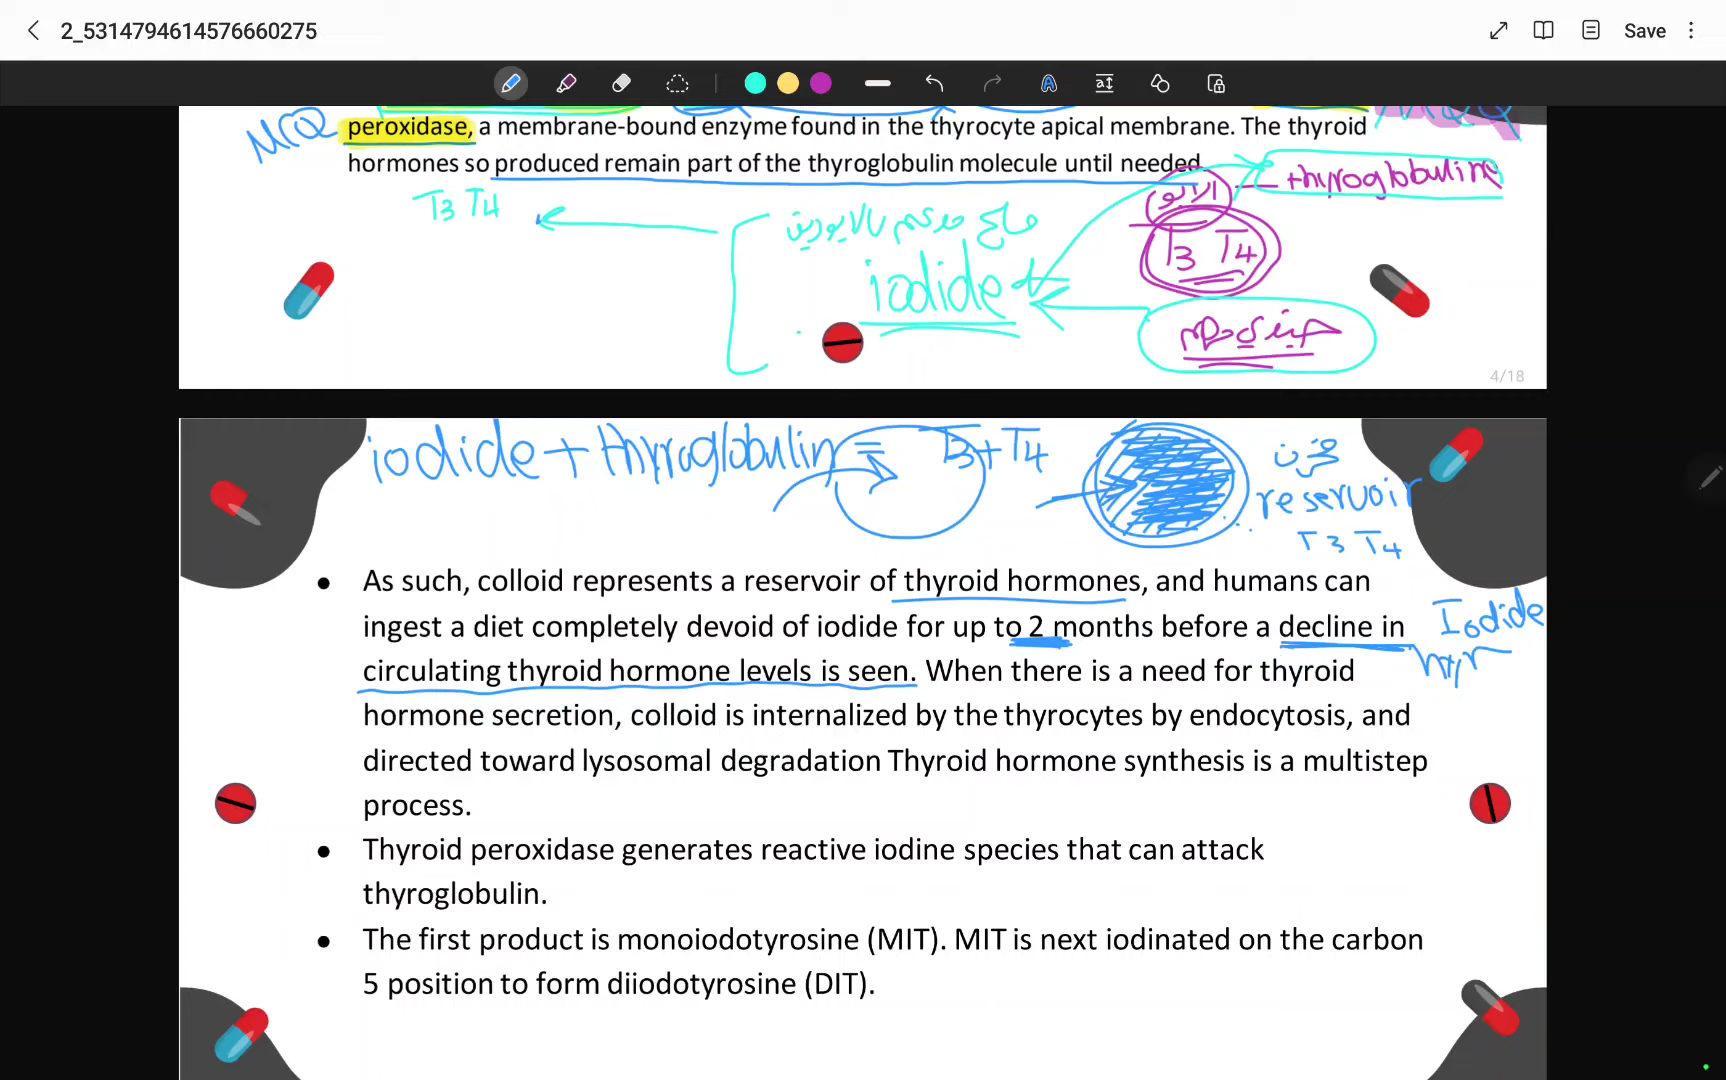 2_5314794614576660275
Save
MCQ
peroxidase, a membrane-bound enzyme found in the thyrocyte apical membrane. The thyroid
hormones so produced remain part of the thyroglobulin molecule until needed
thyroglobuline
T3 T4
T3 T4
iodide
4/18
iodide + thyroglobulin = T3 + T4
reservoir
T3 T4
• As such, colloid represents a reservoir of thyroid hormones, and humans can
ingest a diet completely devoid of iodide for up to 2 months before a decline in
Iodide
circulating thyroid hormone levels is seen. When there is a need for thyroid
hormone secretion, colloid is internalized by the thyrocytes by endocytosis, and
directed toward lysosomal degradation Thyroid hormone synthesis is a multistep
process.
• Thyroid peroxidase generates reactive iodine species that can attack
thyroglobulin.
• The first product is monoiodotyrosine (MIT). MIT is next iodinated on the carbon
5 position to form diiodotyrosine (DIT).